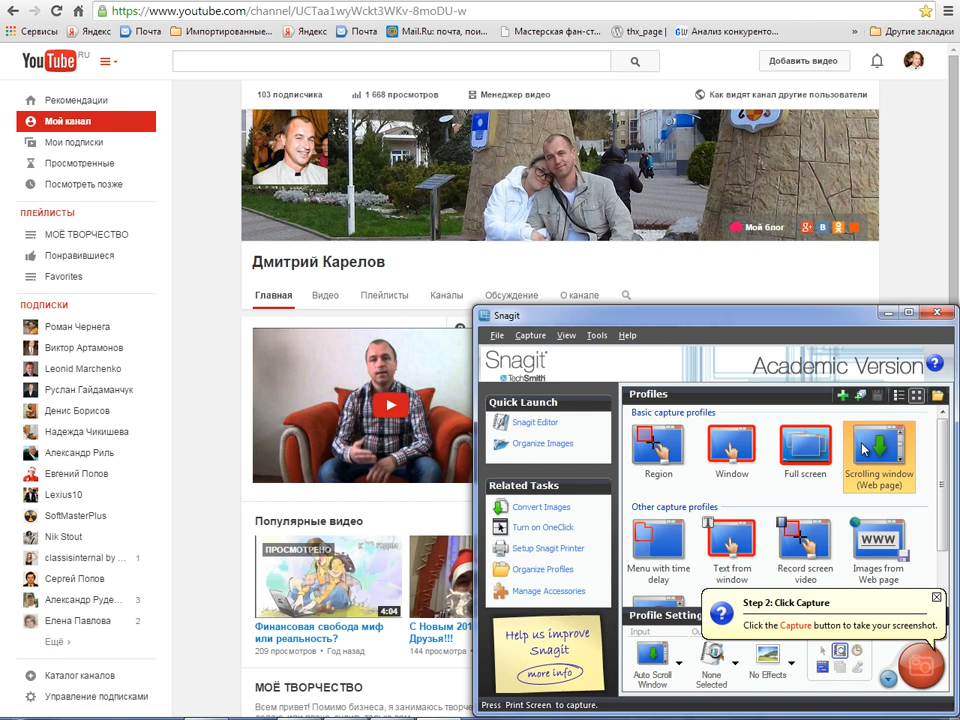 https://www.youtube.com/channel/UCTaa1wyWckt3WKv-8moDU-w
Сервисы Яндекс Почта Импортированные... Яндекс Почта Mail.Ru: почта, пои... Мастерская фан-ст... thx_page | Анализ конкуренто... » Другие закладки
YouTube RU
Добавить видео
103 подписчика 1 668 просмотров Менеджер видео Как видят канал другие пользователи
Рекомендации
Мой канал
Мои подписки
Просмотренные
Посмотреть позже
ПЛЕЙЛИСТЫ
МОЁ ТВОРЧЕСТВО
Понравившиеся
Favorites
ПОДПИСКИ
Роман Чернега
Виктор Артамонов
Leonid Marchenko
Руслан Гайдаманчук
Денис Борисов
Надежда Чикишева
Александр Риль
Евгений Попов
Lexius10
SoftMasterPlus
Nik Stout
classisinternal by ... 1
Сергей Попов
Александр Руде... 3
Елена Павлова 2
Ещё ›
Каталог каналов
Управление подписками
Мой блог
Дмитрий Карелов
Главная Видео Плейлисты Каналы Обсуждение О канале
Популярные видео
ПРОСМОТРЕНО
4:04
Финансовая свобода миф
или реальность?
209 просмотров • Год назад
С Новым 201
Друзья!!!
144 просмотра
МОЁ ТВОРЧЕСТВО
Всем привет! Помимо бизнеса, я занимаюсь творчес
Snagit
File Capture View Tools Help
Snagit
TechSmith
Academic Version
Quick Launch
Snagit Editor
Organize Images
Related Tasks
Convert Images
Turn on OneClick
Setup Snagit Printer
Organize Profiles
Manage Accessories
Help us improve
Snagit
more info
Profiles
Basic capture profiles
Region
Window
Full screen
Scrolling window
(Web page)
Other capture profiles
Menu with time
delay
Text from
window
Record screen
video
WWW
Images from
Web page
Step 2: Click Capture
Click the Capture button to take your screenshot.
Profile Setting
Input
Auto Scroll
Window
None
Selected
No Effects
Press Print Screen to capture.